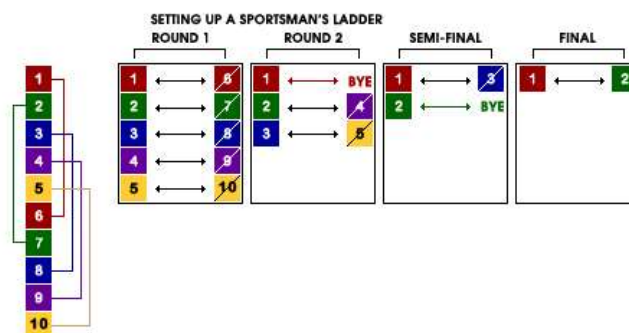 SETTING UP A SPORTSMAN'S LADDER
ROUND 1 ROUND 2 SEMI-FINAL FINAL
1 1 6 1 BYE 1 3 1 2
2 2 7 2 4 2 BYE
3 3 8 3 5
4 4 9
5 5 10
6
7
8
9
10